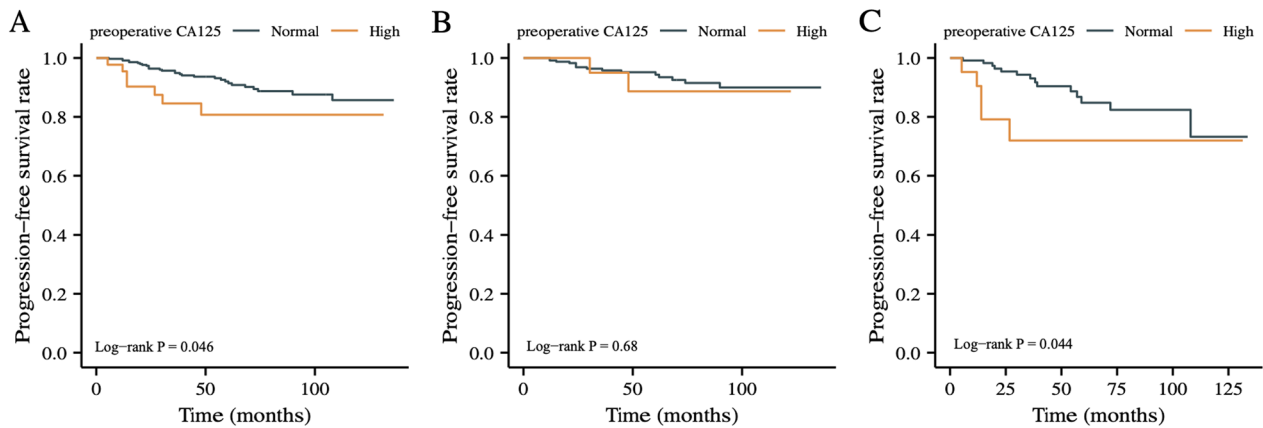 A
preoperative CA125 Normal High
Progression−free survival rate
1.0
0.8
0.6
0.4
0.2
0.0
Log−rank P = 0.046
0 50 100
Time (months)
B
preoperative CA125 Normal High
Progression−free survival rate
1.0
0.8
0.6
0.4
0.2
0.0
Log−rank P = 0.68
0 50 100
Time (months)
C
preoperative CA125 Normal High
Progression−free survival rate
1.0
0.8
0.6
0.4
0.2
0.0
Log−rank P = 0.044
0 25 50 75 100 125
Time (months)